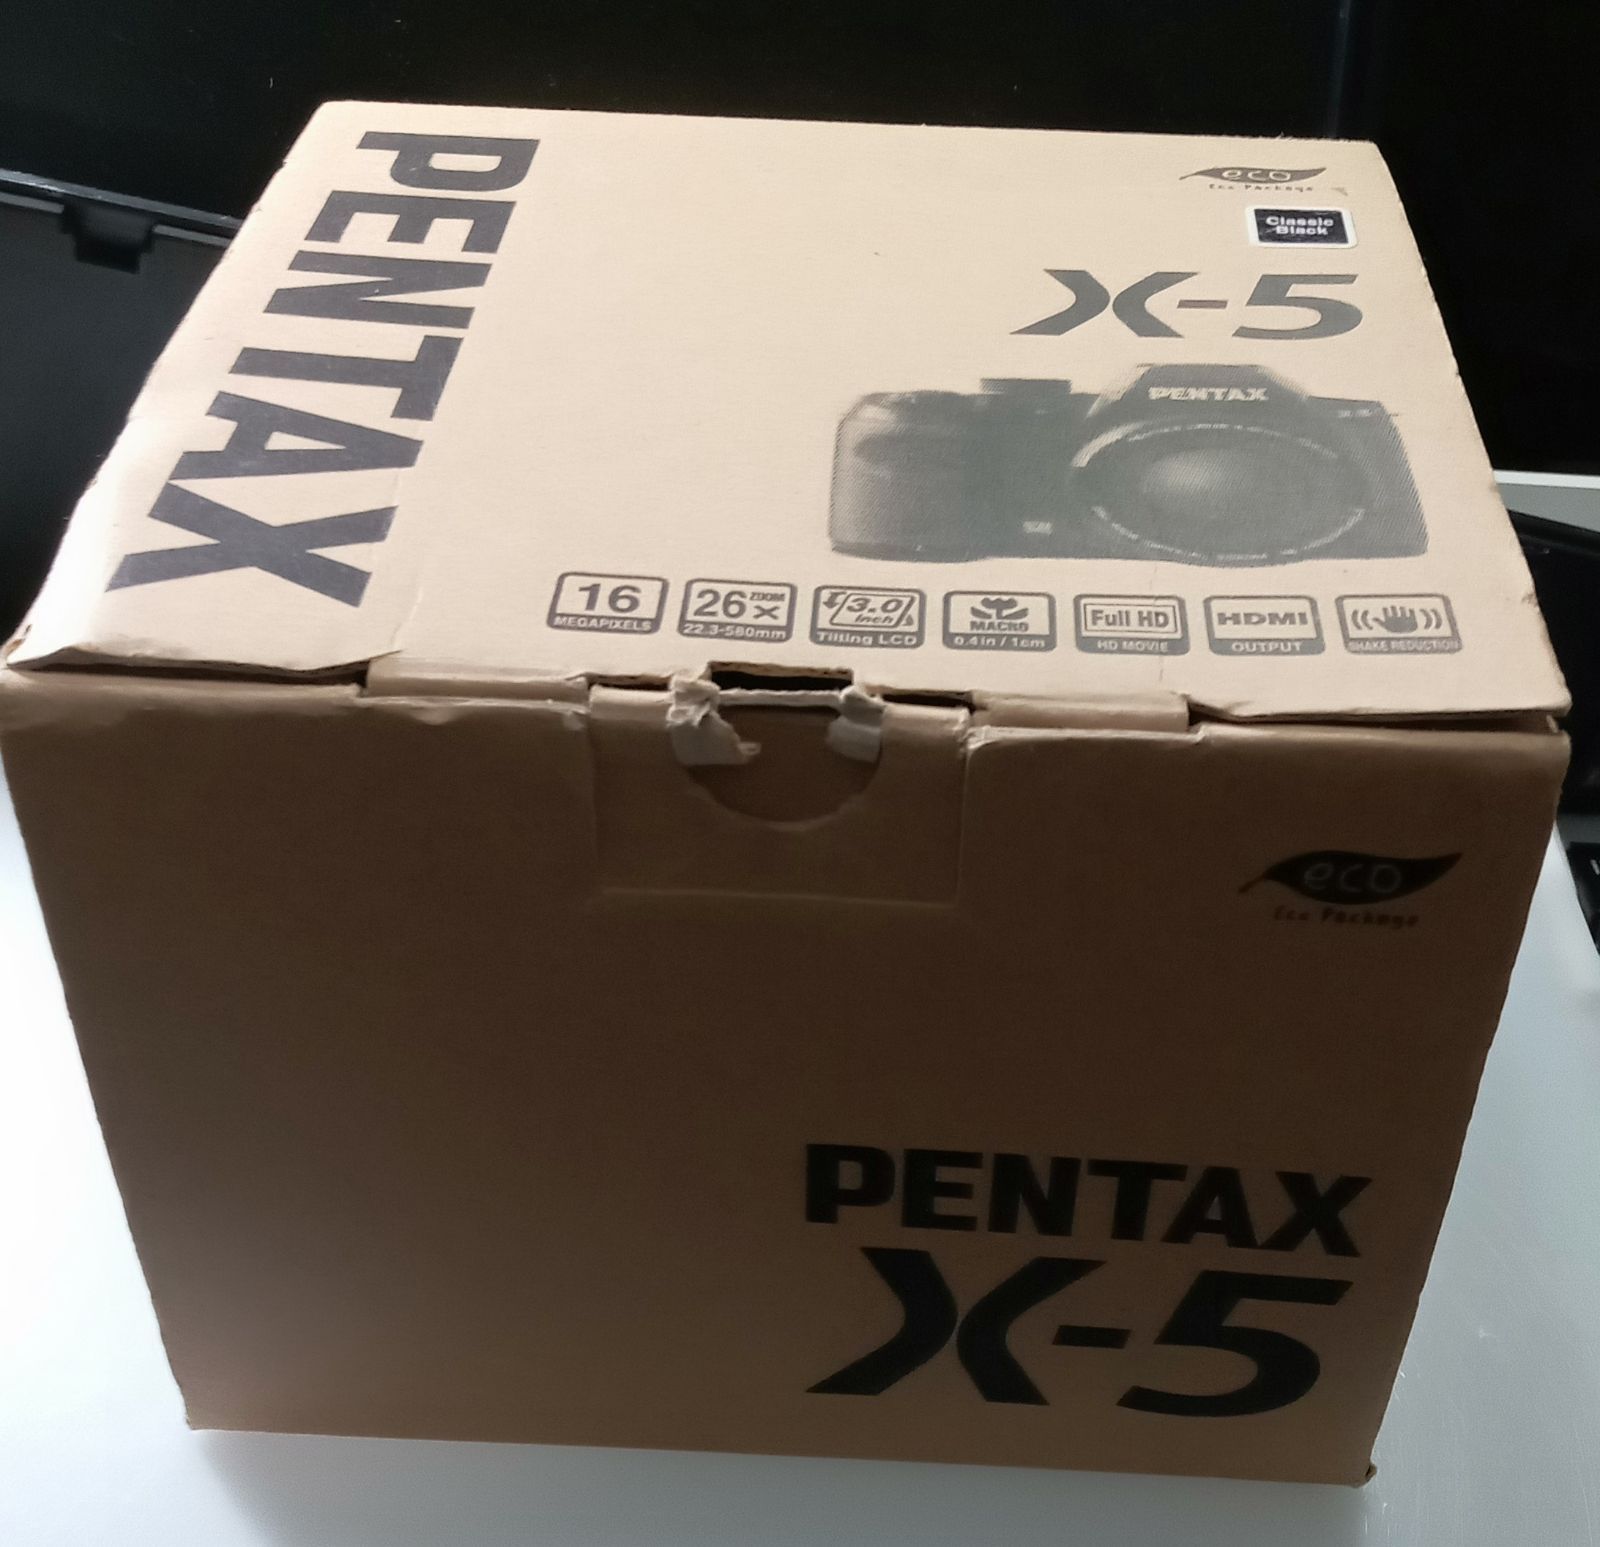 PENTAX
eco
Eco Package
Classic
Black
X-5
PENTAX
16
MEGAPIXELS
26x ZOOM
22.3-580mm
3.0
inch
Tilting LCD
MACRO
0.4in / 1cm
Full HD
HD MOVIE
HDMI
OUTPUT
SHAKE REDUCTION
eco
Eco Package
PENTAX
X-5